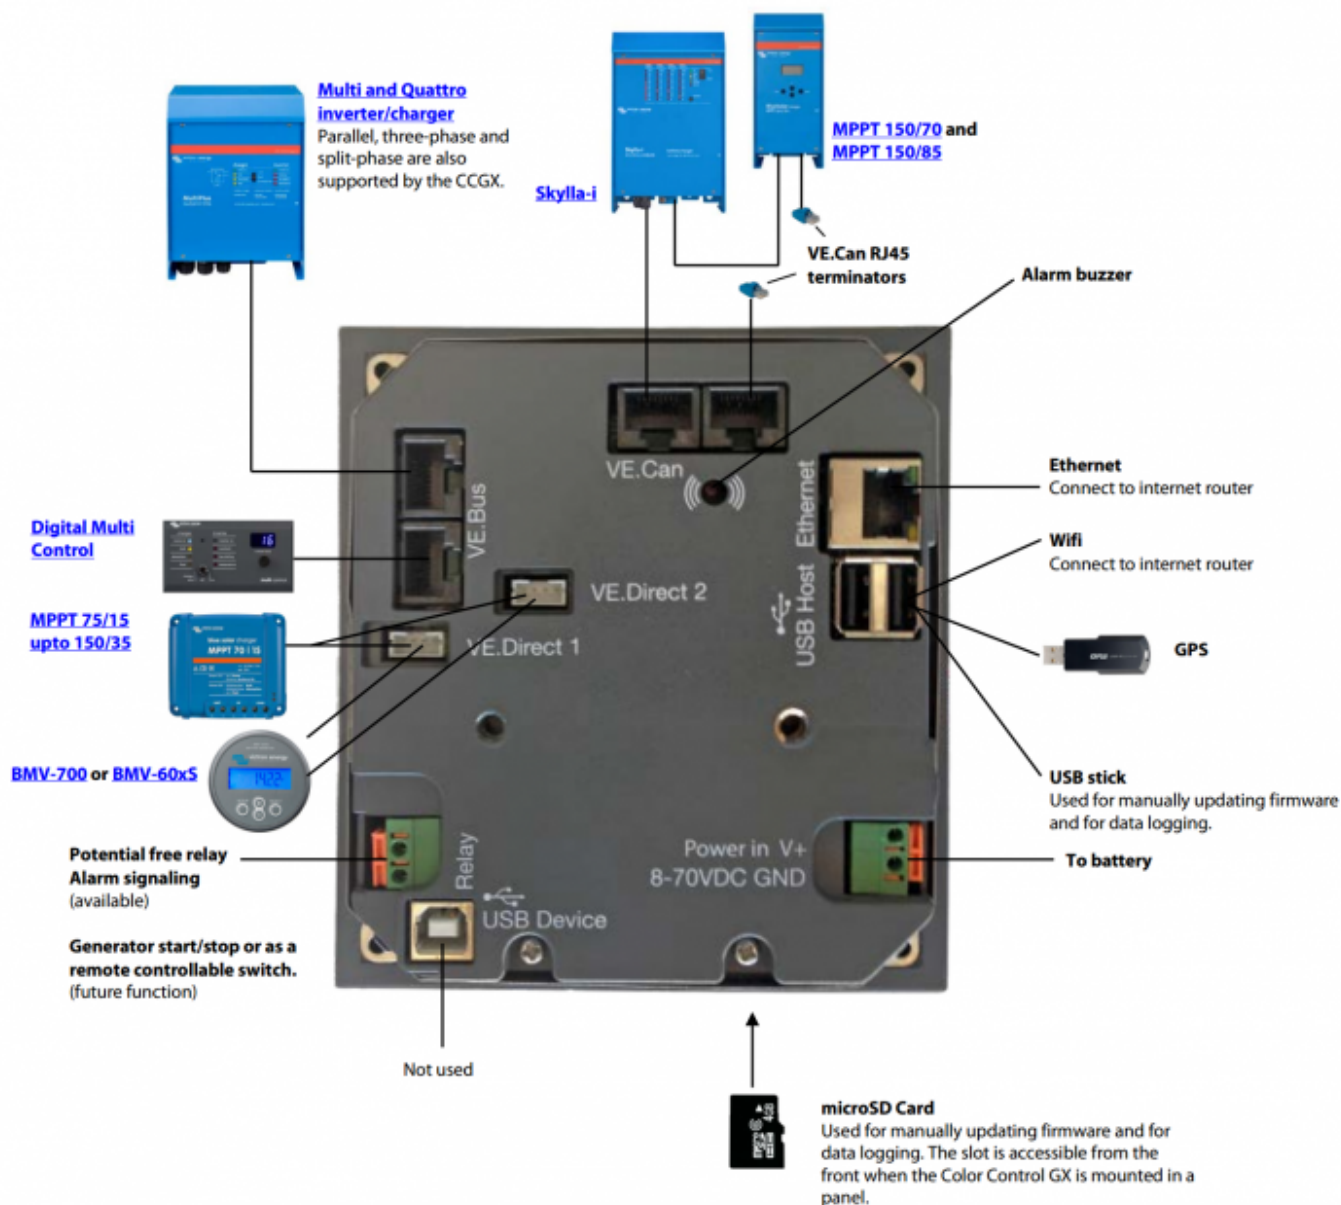 Multi and Quattro
inverter/charger
Parallel, three-phase and
split-phase are also
supported by the CCGX.
Skylla-i
MPPT 150/70 and
MPPT 150/85
VE.Can RJ45
terminators
Alarm buzzer
VE.Can
VE.Bus
Ethernet
Ethernet
Connect to internet router
Wifi
Connect to internet router
Digital Multi
Control
16
VE.Direct 2
USB Host
MPPT 75/15
upto 150/35
MPPT 70 | 15
VE.Direct 1
GPS
BMV-700 or BMV-60xS
USB stick
Used for manually updating firmware
and for data logging.
Potential free relay
Alarm signaling
(available)
Relay
Power in V+
8-70VDC GND
To battery
USB Device
Generator start/stop or as a
remote controllable switch.
(future function)
Not used
4GB
microSD Card
Used for manually updating firmware and for
data logging. The slot is accessible from the
front when the Color Control GX is mounted in a
panel.